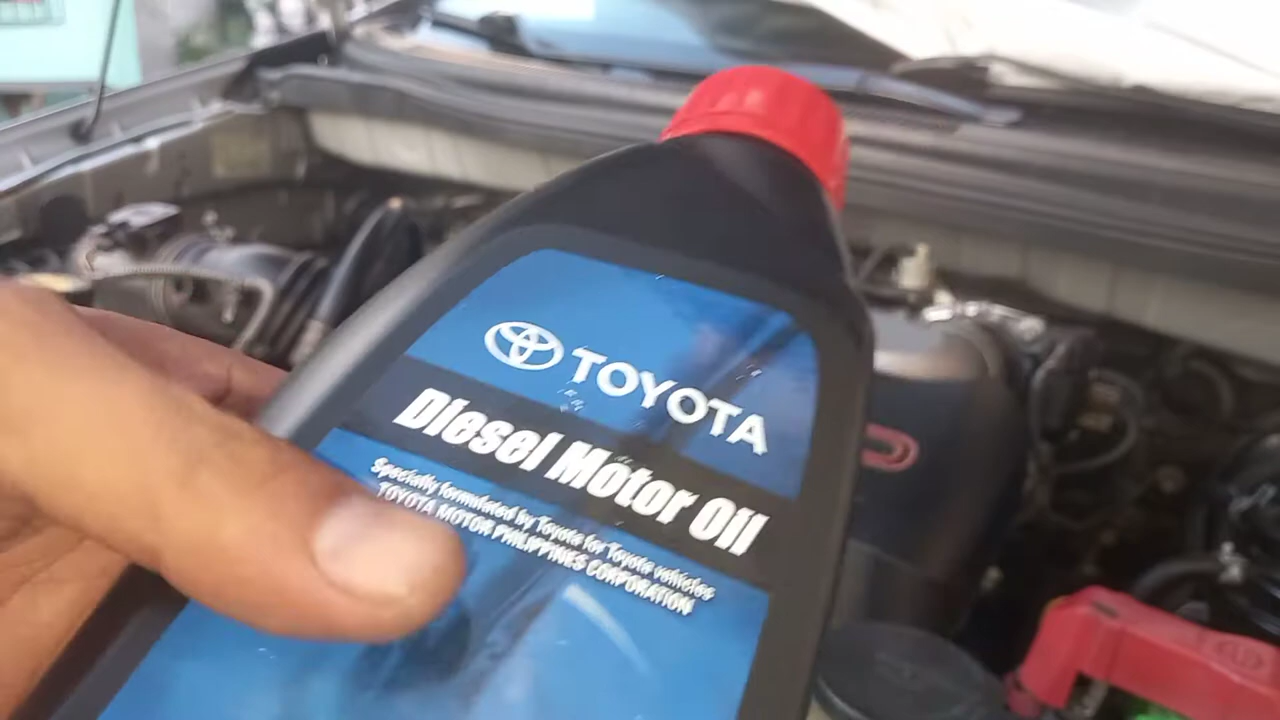 TOYOTA
Diesel Motor Oil
Specially formulated by Toyota for Toyota vehicles
TOYOTA MOTOR PHILIPPINES CORPORATION